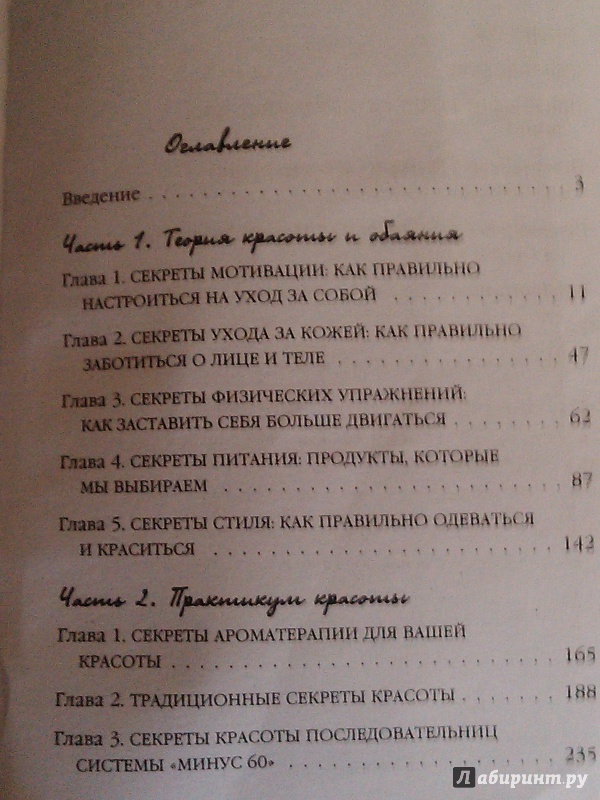 Оглавление
Введение . . . . . . . . . . . . . . . . . . . . . . . . . . . 3
Часть 1. Теория красоты и обаяния
Глава 1. СЕКРЕТЫ МОТИВАЦИИ: КАК ПРАВИЛЬНО
НАСТРОИТЬСЯ НА УХОД ЗА СОБОЙ . . . . . . . . . . 11
Глава 2. СЕКРЕТЫ УХОДА ЗА КОЖЕЙ: КАК ПРАВИЛЬНО
ЗАБОТИТЬСЯ О ЛИЦЕ И ТЕЛЕ . . . . . . . . . . . . . 47
Глава 3. СЕКРЕТЫ ФИЗИЧЕСКИХ УПРАЖНЕНИЙ:
КАК ЗАСТАВИТЬ СЕБЯ БОЛЬШЕ ДВИГАТЬСЯ . . . . . . . 62
Глава 4. СЕКРЕТЫ ПИТАНИЯ: ПРОДУКТЫ, КОТОРЫЕ
МЫ ВЫБИРАЕМ . . . . . . . . . . . . . . . . . . . 87
Глава 5. СЕКРЕТЫ СТИЛЯ: КАК ПРАВИЛЬНО ОДЕВАТЬСЯ
И КРАСИТЬСЯ . . . . . . . . . . . . . . . . . . . 142
Часть 2. Практикум красоты
Глава 1. СЕКРЕТЫ АРОМАТЕРАПИИ ДЛЯ ВАШЕЙ
КРАСОТЫ . . . . . . . . . . . . . . . . . . . . . 165
Глава 2. ТРАДИЦИОННЫЕ СЕКРЕТЫ КРАСОТЫ . . . . . . 188
Глава 3. СЕКРЕТЫ КРАСОТЫ ПОСЛЕДОВАТЕЛЬНИЦ
СИСТЕМЫ «МИНУС 60» . . . . . . . . . . . . . . . 235
Лабиринт.ру